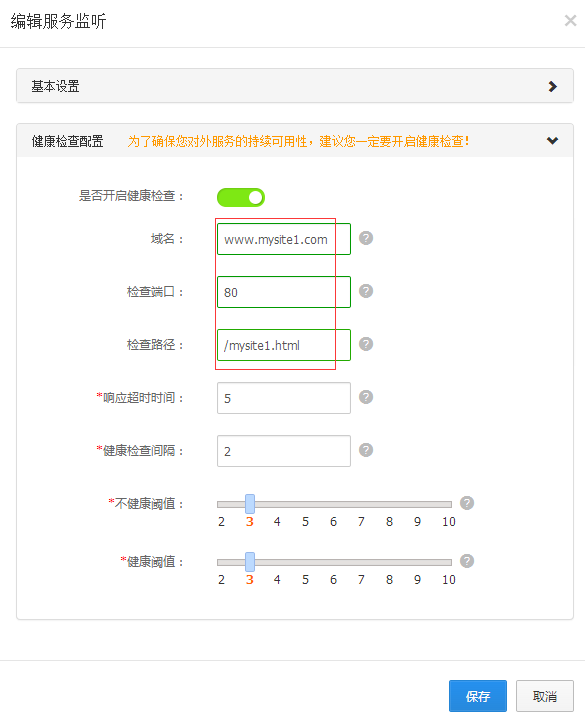 编辑服务监听
基本设置
健康检查配置 为了确保您对外服务的持续可用性，建议您一定要开启健康检查！
是否开启健康检查：
域名： www.mysite1.com ?
检查端口： 80 ?
检查路径： /mysite1.html ?
*响应超时时间： 5 ?
*健康检查间隔： 2 ?
*不健康阈值： ?
2 3 4 5 6 7 8 9 10
*健康阈值： ?
2 3 4 5 6 7 8 9 10
保存 取消